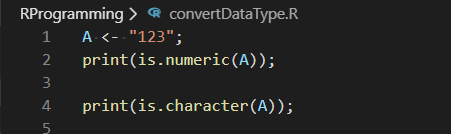 RProgramming > convertDataType.R
1 A <- "123";
2 print(is.numeric(A));
3
4 print(is.character(A));
5